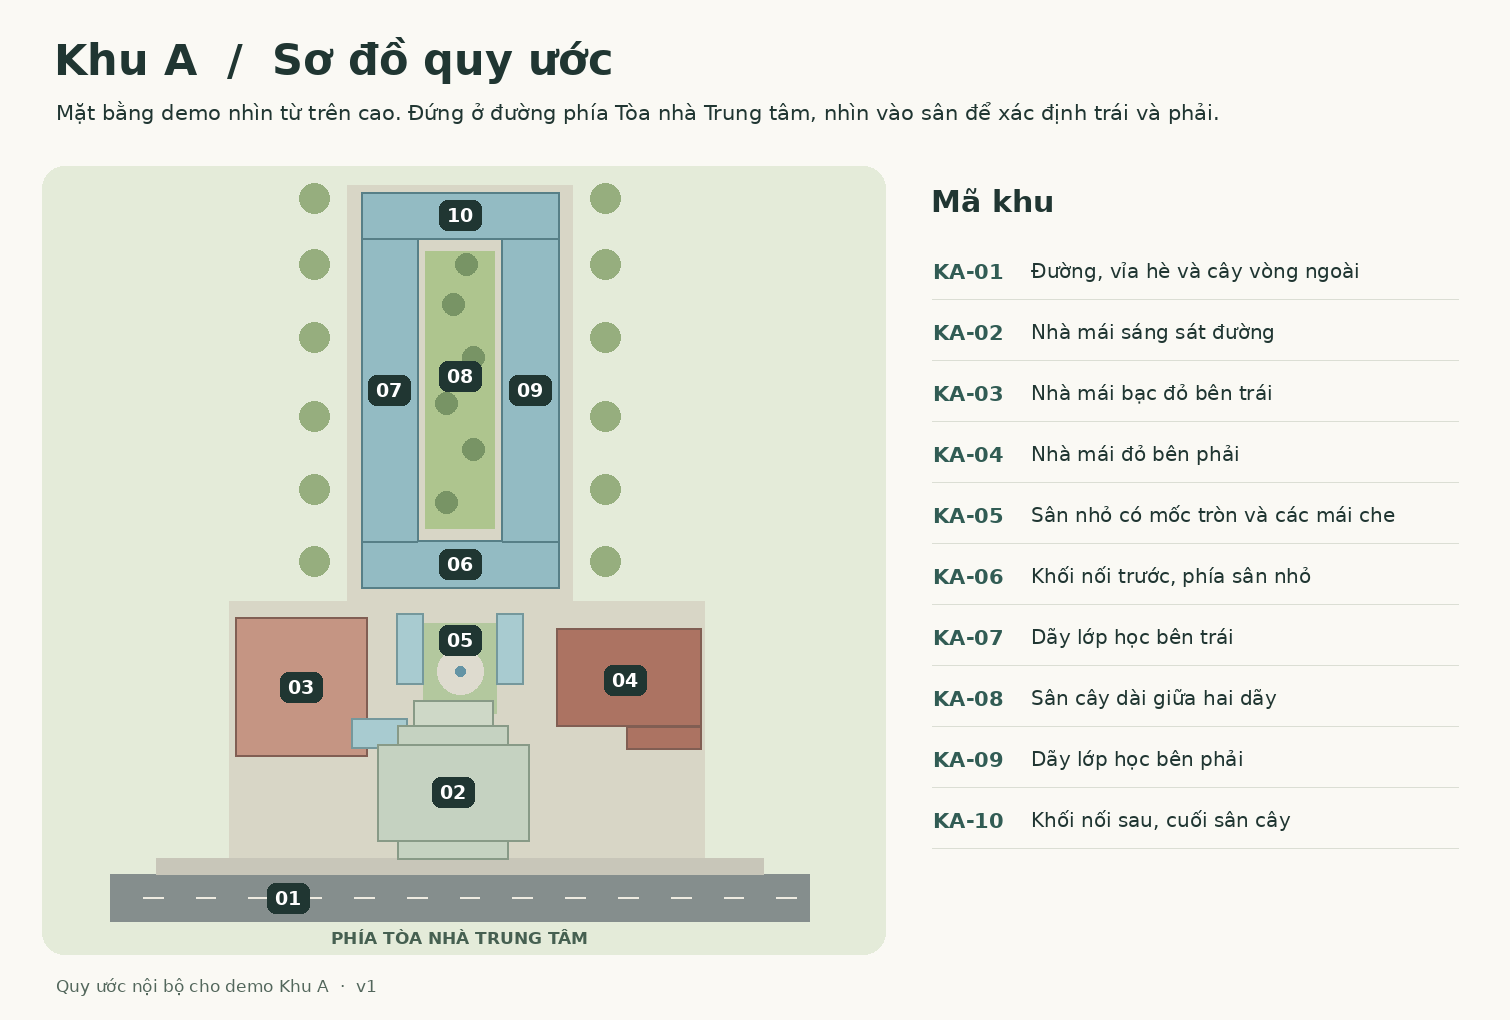 Khu A / Sơ đồ quy ước
Mặt bằng demo nhìn từ trên cao. Đứng ở đường phía Tòa nhà Trung tâm, nhìn vào sân để xác định trái và phải.
10
07
08
09
06
05
03
04
02
01
PHÍA TÒA NHÀ TRUNG TÂM
Mã khu
KA-01 Đường, vỉa hè và cây vòng ngoài
KA-02 Nhà mái sáng sát đường
KA-03 Nhà mái bạc đỏ bên trái
KA-04 Nhà mái đỏ bên phải
KA-05 Sân nhỏ có mốc tròn và các mái che
KA-06 Khối nối trước, phía sân nhỏ
KA-07 Dãy lớp học bên trái
KA-08 Sân cây dài giữa hai dãy
KA-09 Dãy lớp học bên phải
KA-10 Khối nối sau, cuối sân cây
Quy ước nội bộ cho demo Khu A · v1